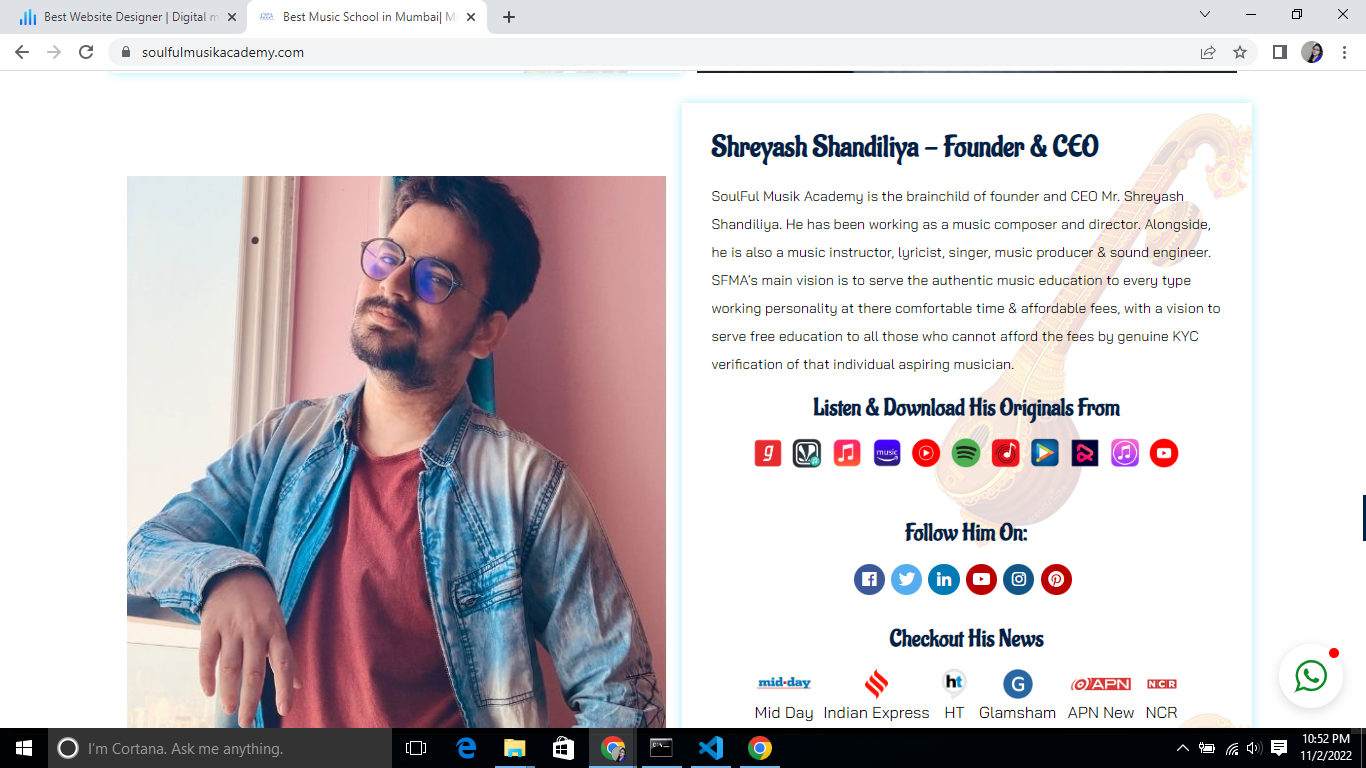 Best Website Designer | Digital m
Best Music School in Mumbai| M
soulfulmusikacademy.com
Shreyash Shandiliya – Founder & CEO
SoulFul Musik Academy is the brainchild of founder and CEO Mr. Shreyash
Shandiliya. He has been working as a music composer and director. Alongside,
he is also a music instructor, lyricist, singer, music producer & sound engineer.
SFMA's main vision is to serve the authentic music education to every type
working personality at there comfortable time & affordable fees, with a vision to
serve free education to all those who cannot afford the fees by genuine KYC
verification of that individual aspiring musician.
Listen & Download His Originals From
music
Follow Him On:
Checkout His News
mid-day
ht
G
APN
NCR
Mid Day
Indian Express
HT
Glamsham
APN New
NCR
I'm Cortana. Ask me anything.
10:52 PM
11/2/2022